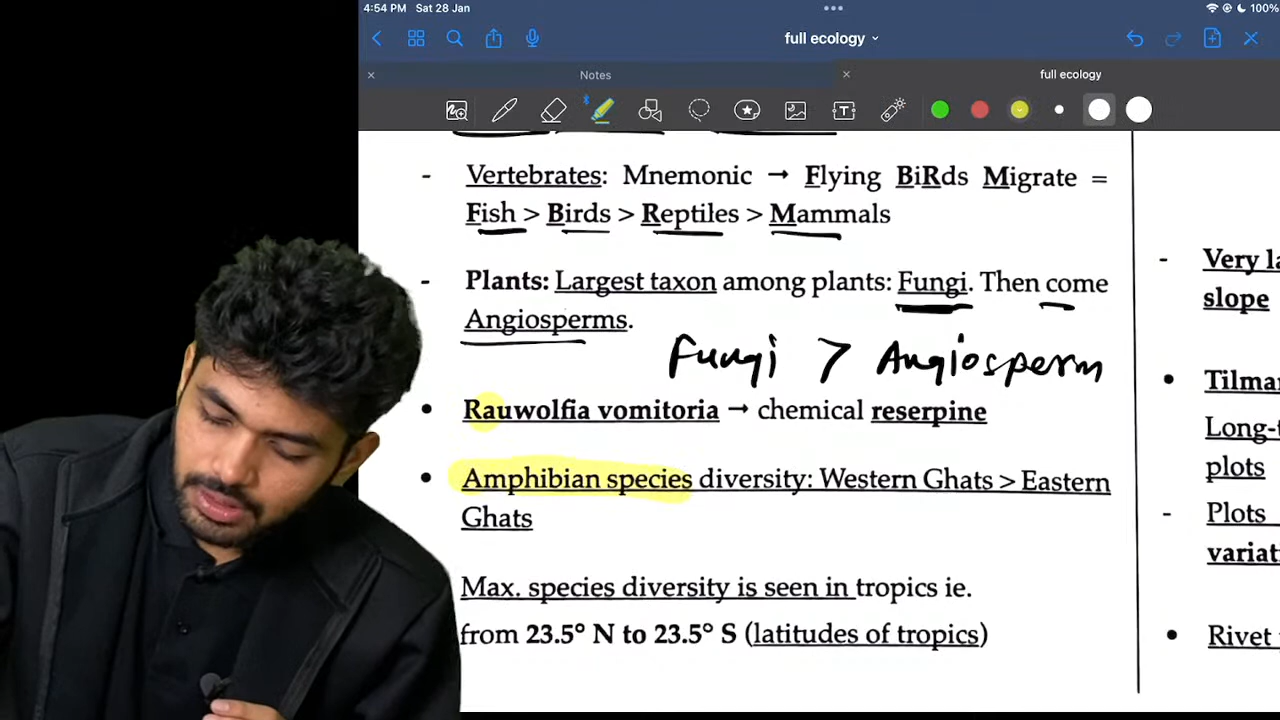 4:54 PM Sat 28 Jan
100%
full ecology
Notes
full ecology
- Vertebrates: Mnemonic → Flying BiRds Migrate =
Fish > Birds > Reptiles > Mammals
- Plants: Largest taxon among plants: Fungi. Then come
Angiosperms.
Fungi > Angiosperm
• Rauwolfia vomitoria → chemical reserpine
• Amphibian species diversity: Western Ghats > Eastern
Ghats
Max. species diversity is seen in tropics ie.
from 23.5° N to 23.5° S (latitudes of tropics)
- Very la
slope
• Tilma
Long-t
plots
- Plots
variati
• Rivet